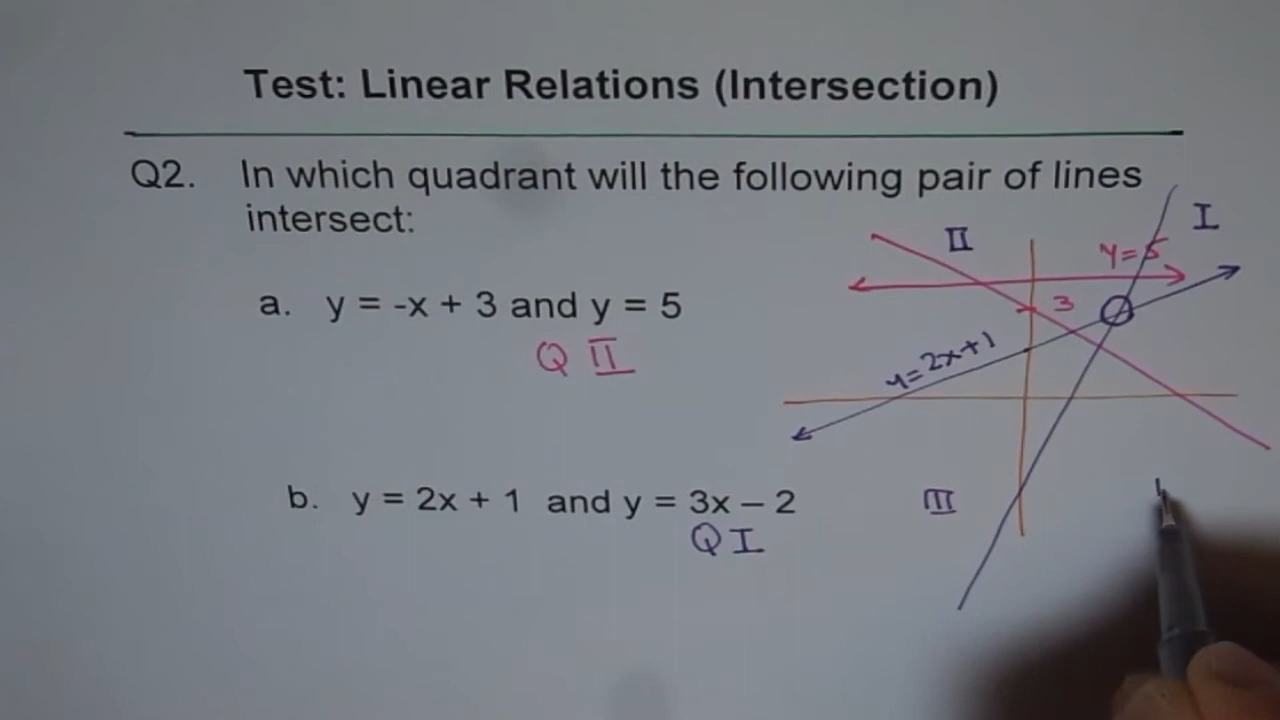 Test: Linear Relations (Intersection)
Q2. In which quadrant will the following pair of lines
intersect:
II
I
y=5
a. y = -x + 3 and y = 5
3
Q II
y=2x+1
b. y = 2x + 1 and y = 3x – 2
III
Q I